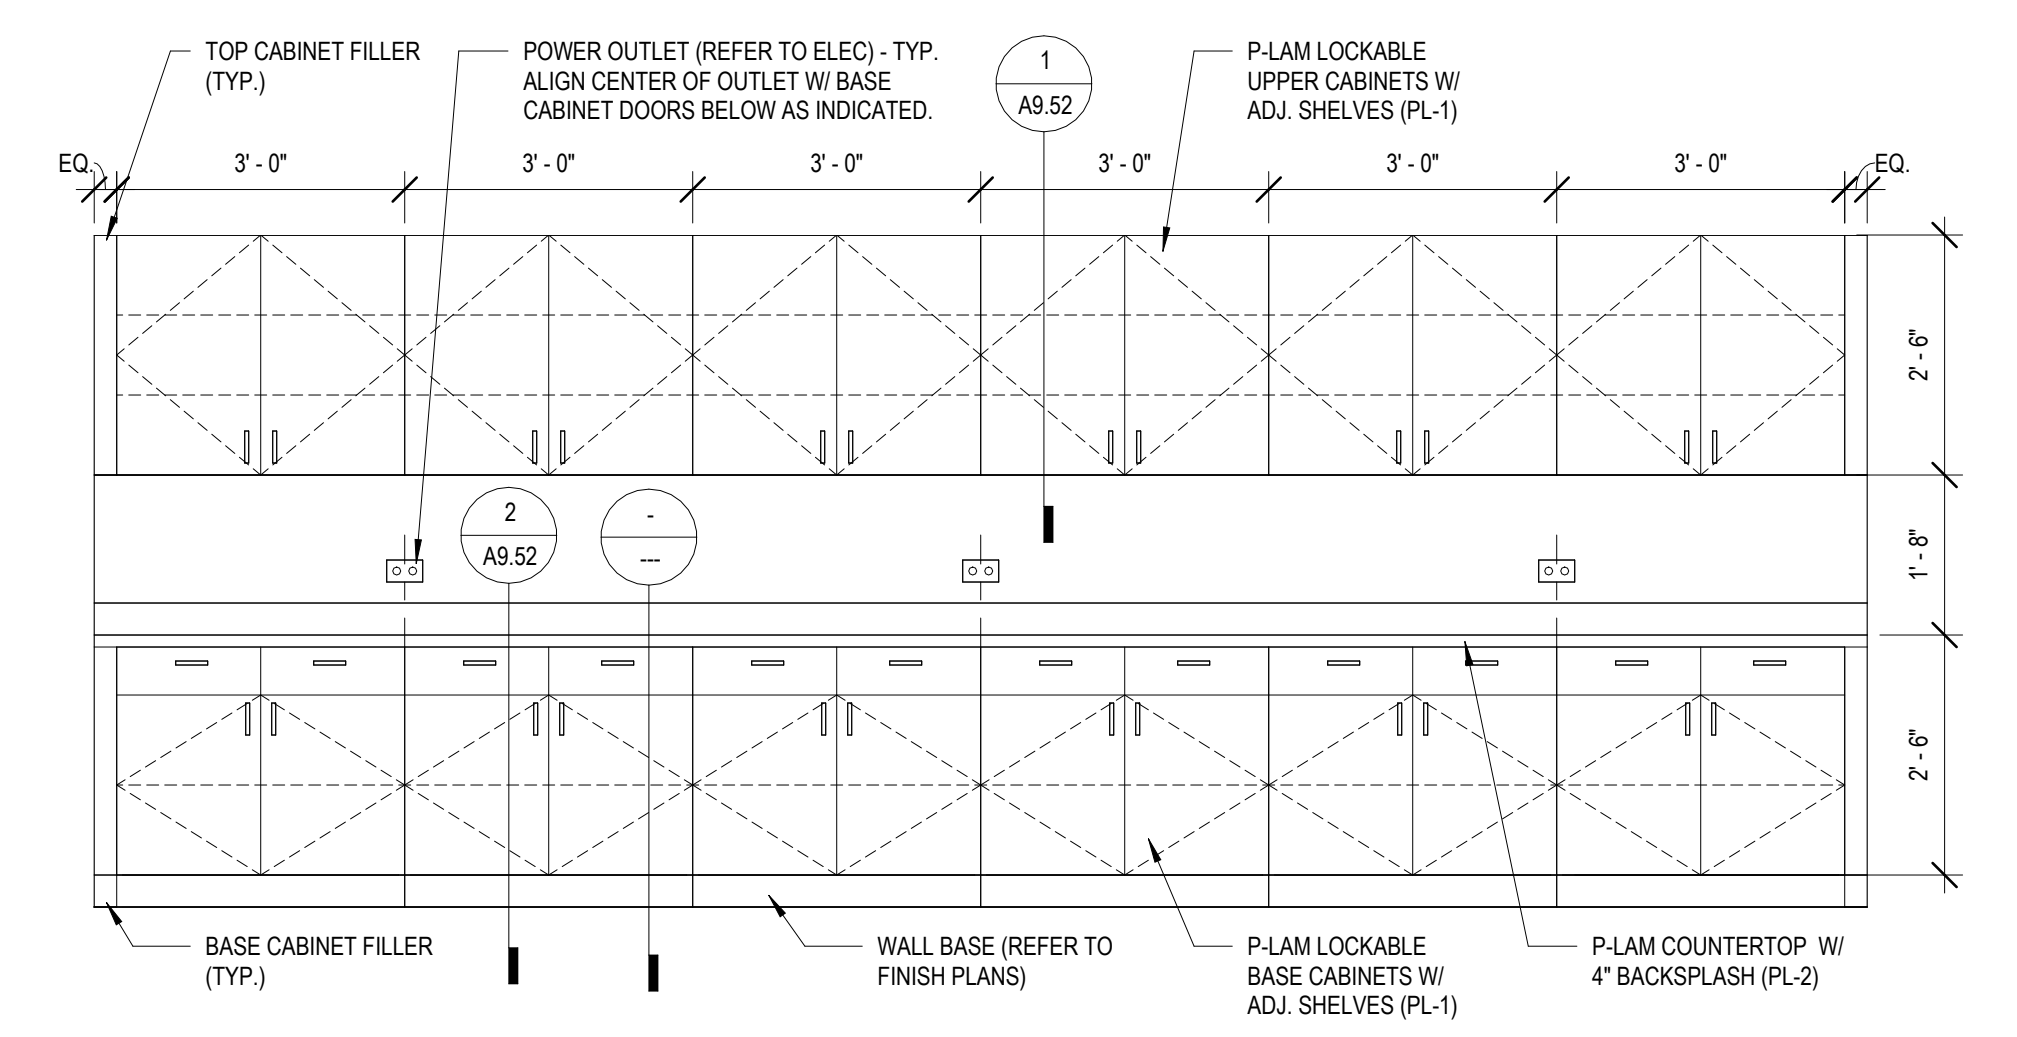 TOP CABINET FILLER
(TYP.)
POWER OUTLET (REFER TO ELEC) - TYP.
ALIGN CENTER OF OUTLET W/ BASE
CABINET DOORS BELOW AS INDICATED.
1
A9.52
P-LAM LOCKABLE
UPPER CABINETS W/
ADJ. SHELVES (PL-1)
EQ.
3' - 0"
3' - 0"
3' - 0"
3' - 0"
3' - 0"
3' - 0"
EQ.
2' - 6"
2
A9.52
-
---
1' - 8"
2' - 6"
BASE CABINET FILLER
(TYP.)
WALL BASE (REFER TO
FINISH PLANS)
P-LAM LOCKABLE
BASE CABINETS W/
ADJ. SHELVES (PL-1)
P-LAM COUNTERTOP W/
4" BACKSPLASH (PL-2)